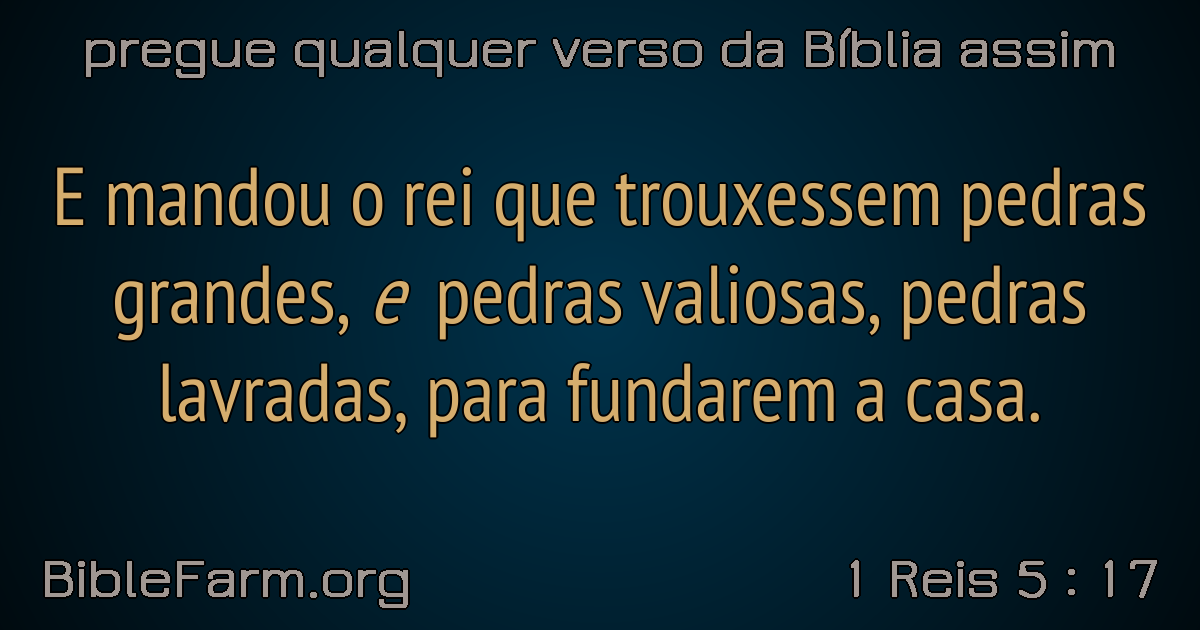 pregue qualquer verso da Bíblia assim
E mandou o rei que trouxessem pedras
grandes, e pedras valiosas, pedras
lavradas, para fundarem a casa.
BibleFarm.org
1 Reis 5 : 17